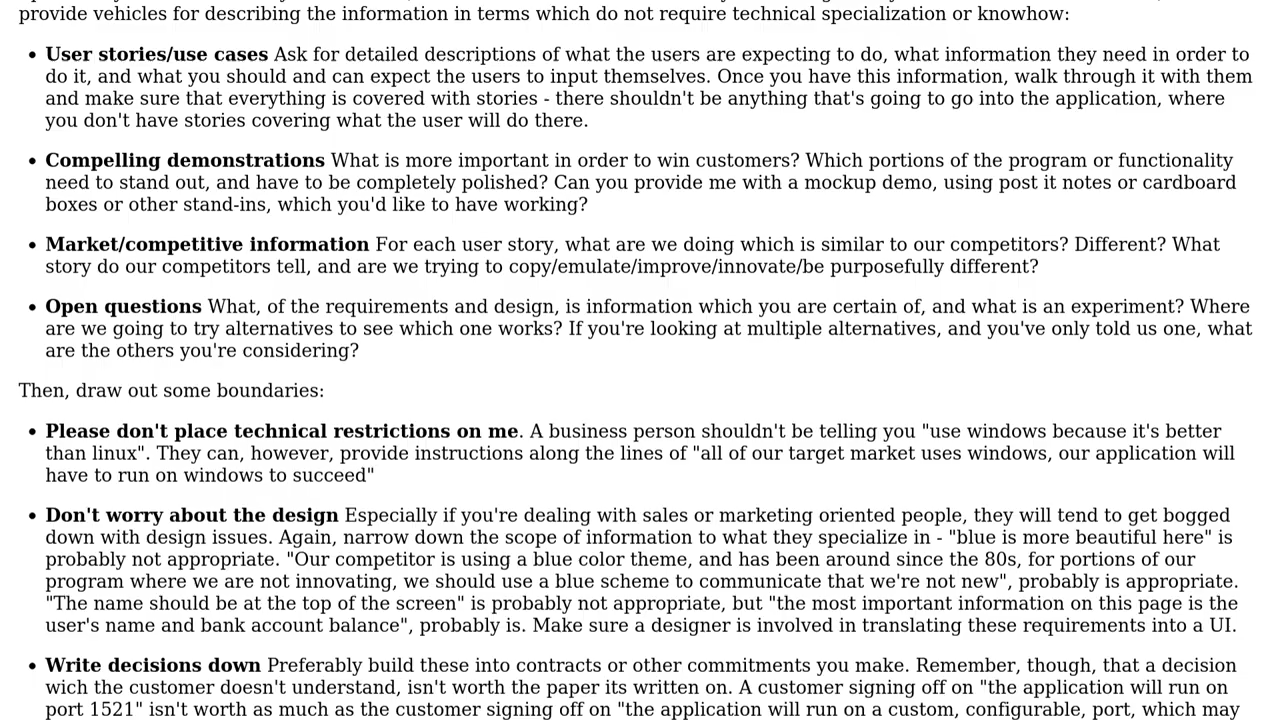 provide vehicles for describing the information in terms which do not require technical specialization or knowhow:
• User stories/use cases Ask for detailed descriptions of what the users are expecting to do, what information they need in order to
do it, and what you should and can expect the users to input themselves. Once you have this information, walk through it with them
and make sure that everything is covered with stories - there shouldn't be anything that's going to go into the application, where
you don't have stories covering what the user will do there.
• Compelling demonstrations What is more important in order to win customers? Which portions of the program or functionality
need to stand out, and have to be completely polished? Can you provide me with a mockup demo, using post it notes or cardboard
boxes or other stand-ins, which you'd like to have working?
• Market/competitive information For each user story, what are we doing which is similar to our competitors? Different? What
story do our competitors tell, and are we trying to copy/emulate/improve/innovate/be purposefully different?
• Open questions What, of the requirements and design, is information which you are certain of, and what is an experiment? Where
are we going to try alternatives to see which one works? If you're looking at multiple alternatives, and you've only told us one, what
are the others you're considering?
Then, draw out some boundaries:
• Please don't place technical restrictions on me. A business person shouldn't be telling you "use windows because it's better
than linux". They can, however, provide instructions along the lines of "all of our target market uses windows, our application will
have to run on windows to succeed"
• Don't worry about the design Especially if you're dealing with sales or marketing oriented people, they will tend to get bogged
down with design issues. Again, narrow down the scope of information to what they specialize in - "blue is more beautiful here" is
probably not appropriate. "Our competitor is using a blue color theme, and has been around since the 80s, for portions of our
program where we are not innovating, we should use a blue scheme to communicate that we're not new", probably is appropriate.
"The name should be at the top of the screen" is probably not appropriate, but "the most important information on this page is the
user's name and bank account balance", probably is. Make sure a designer is involved in translating these requirements into a UI.
• Write decisions down Preferably build these into contracts or other commitments you make. Remember, though, that a decision
wich the customer doesn't understand, isn't worth the paper its written on. A customer signing off on "the application will run on
port 1521" isn't worth as much as the customer signing off on "the application will run on a custom, configurable, port, which may